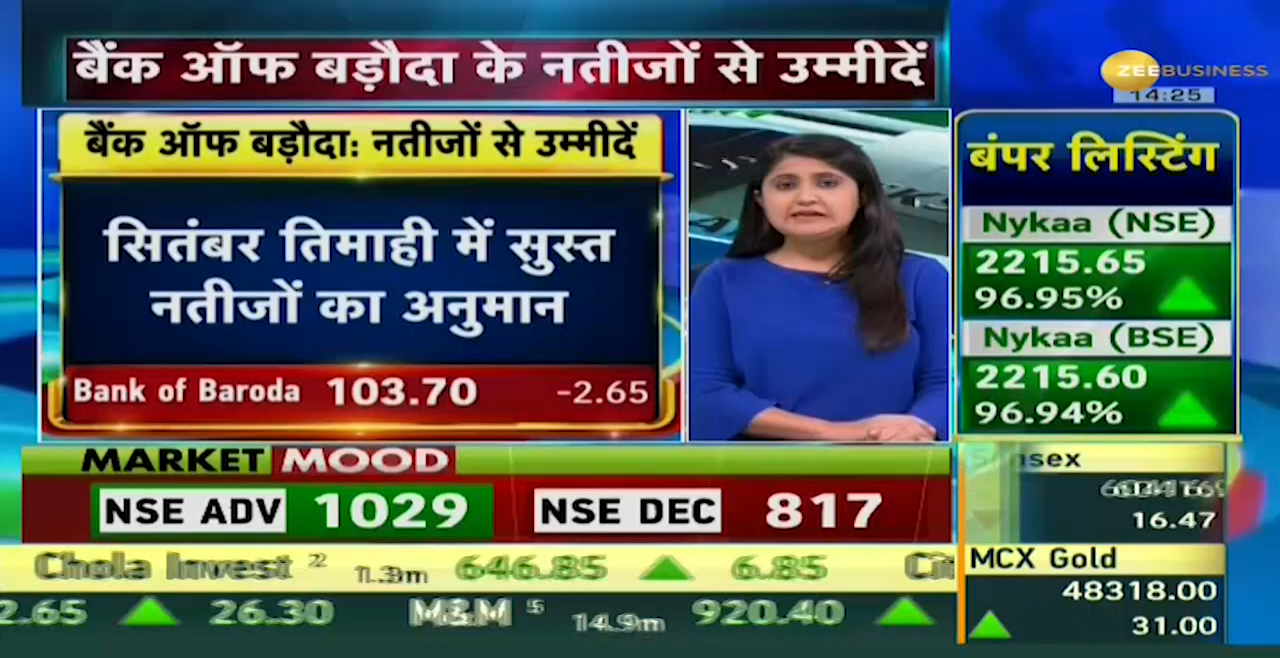 बैंक ऑफ बड़ौदा के नतीजों से उम्मीदें
ZEEBUSINESS
14:25
बैंक ऑफ बड़ौदा: नतीजों से उम्मीदें
सितंबर तिमाही में सुस्त
नतीजों का अनुमान
Bank of Baroda 103.70 -2.65
बंपर लिस्टिंग
Nykaa (NSE)
2215.65
96.95%
Nykaa (BSE)
2215.60
96.94%
MARKET MOOD
NSE ADV 1029 NSE DEC 817
16.47
MCX Gold
48318.00
31.00
Chola Invest 646.85 6.85
2.65 26.30 M&M 5 14.9m 920.40